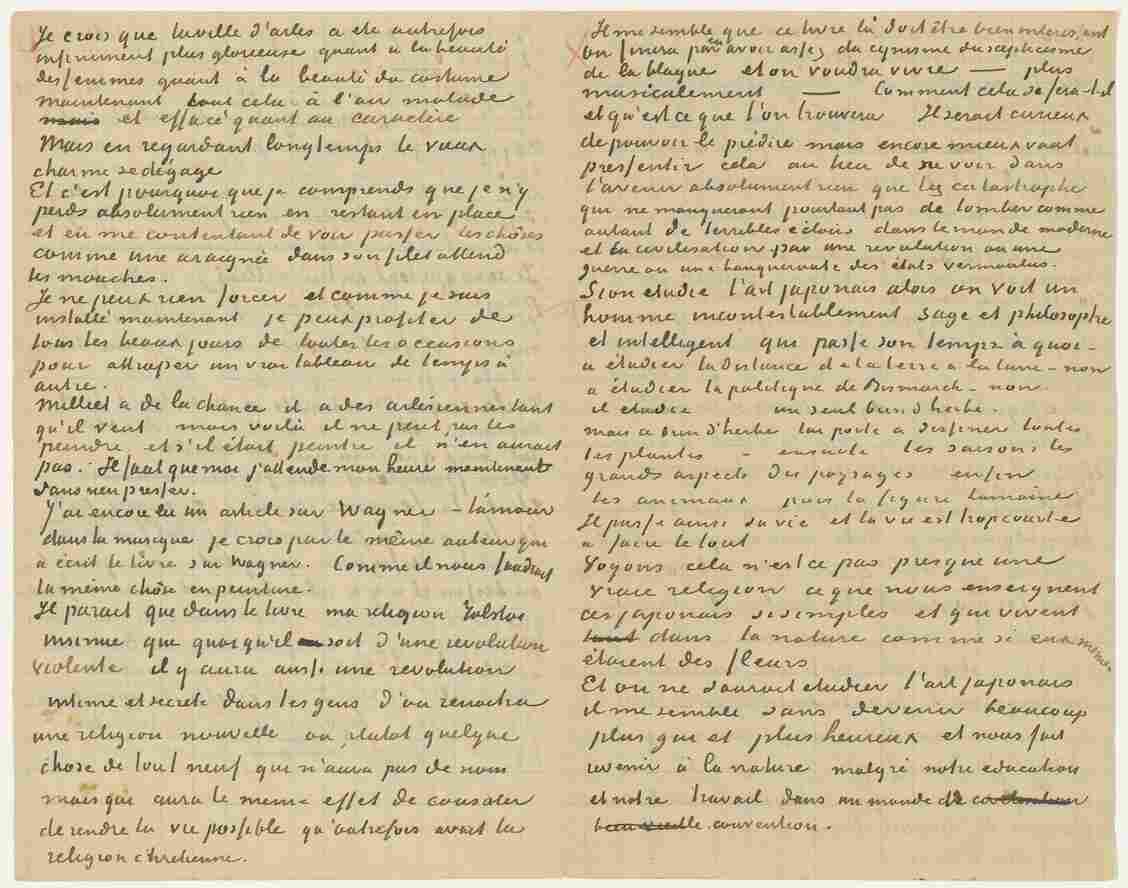 Je crois que la ville d'arles a été autrefois
infiniment plus glorieuse quant à la beauté
des femmes quant à la beauté du costume
maintenant tout cela à l'air malade
mais et effacé quant au caractère
Mais en regardant longtemps le vieux
charme se dégage
Et c'est pourquoi que je comprends que je n'y
perds absolument rien en restant en place
et en me contentant de voir passer les chôses
comme une araignée dans son filet attend
les mouches.
Je ne peux rien forcer et comme je suis
installé maintenant je peux profiter de
tous les beaux jours de toutes les occasions
pour attraper un vrai tableau de temps à
autre.
Milliet a de la chance il a des arlesiennes tant
qu'il veut mais voilà il ne peut pas les
peindre et s'il était peintre il n'en aurait
pas. Il faut que moi j'attende mon heure maintenant
sans rien presser.
J'ai encore lu un article sur Wagner – l'amour
dans la musique je crois par le même auteur qui
a écrit le livre sur Wagner. Comme il nous faudrait
la même chôse en peinture.
Il parait que dans le livre ma religion Tolstoï
insinue que quoiqu'il en soit d'une revolution
violente il y aura aussi une revolution
intime et secrete dans les gens d'où renaitra
une religion nouvelle ou plutot quelque
chose de tout neuf qui n'aura pas de nom
mais qui aura le meme effet de consoler
de rendre la vie possible qu'autrefois avait la
religion chretienne.
Il me semble que ce livre là doit être bien interessant
on finira par en avoir assez du cynisme du scepticisme
de la blague et on voudra vivre — plus
musicalement — Comment cela se fera-t-il
et qu'est ce que l'on trouvera Il serait curieux
de pouvoir le prédire mais encore mieux vaut
pressentir cela au lieu de ne voir dans
l'avenir absolument rien que les catastrophe
qui ne manqueront pourtant pas de tomber comme
autant de terribles eclairs dans le monde moderne
et la civilisation par une revolution ou une
guerre ou une banqueroute des états vermoulus.
Si on etudie l'art japonais alors on voit un
homme incontestablement sage et philosophe
et intelligent qui passe son temps à quoi –
a étudier la distance de la terre a la lune – non
a étudier la politique de Bismarck – non.
il etudie un seul brin d'herbe.
mais ce brin d'herbe lui porte a dessiner toutes
les plantes – ensuite les saisons les
grands aspects des paysages enfin
les animaux puis la figure humaine
Il passe ainsi sa vie et la vie est trop courte
a faire le tout
Voyons cela n'est ce pas presque une
vraie religion ce que nous enseignent
ces japonais si simples et qui vivent
tant dans la nature comme si eux memes
étaient des fleurs
Et on ne saurait etudier l'art japonais
il me semble sans devenir beaucoup
plus gai et plus heureux et nous fait
revenir à la nature malgré notre education
et notre travail dans un monde de
bien vieille convention.